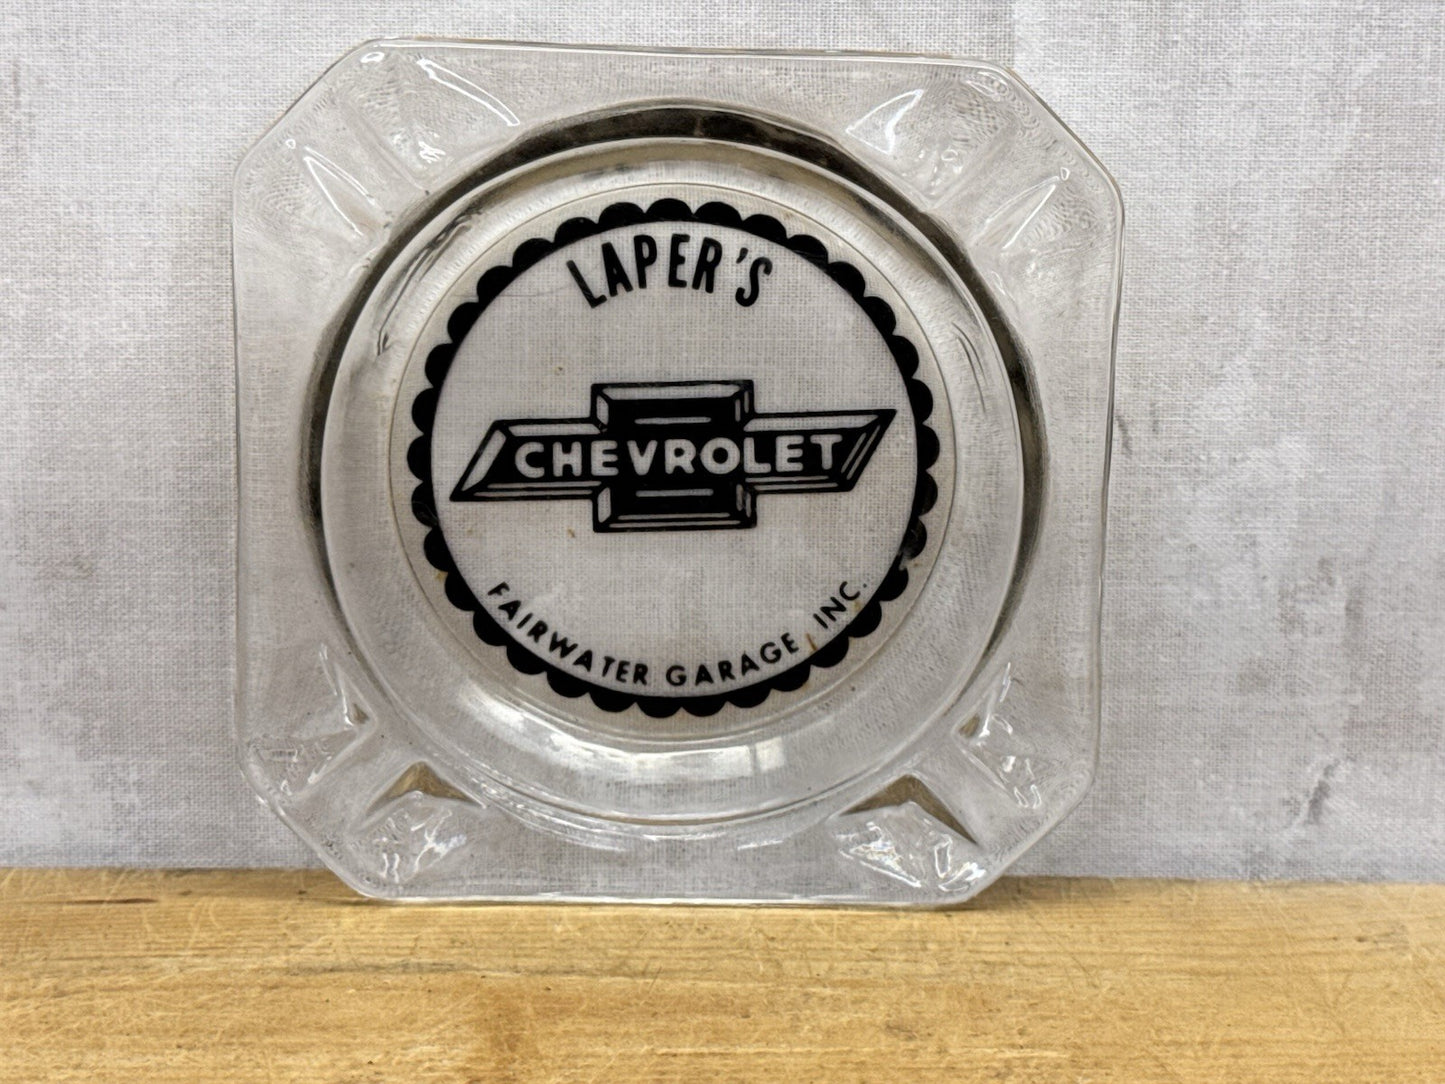 LAPER'S
CHEVROLET
FAIRWATER GARAGE, INC.